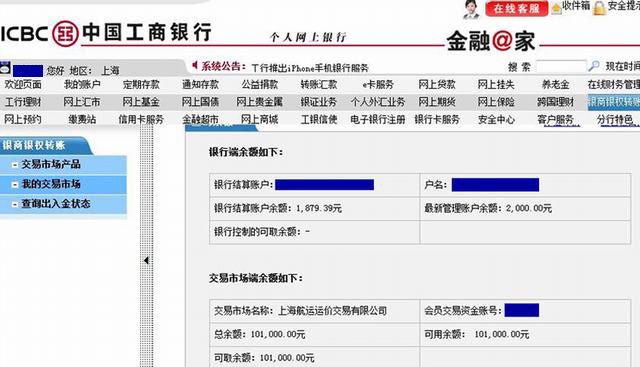 ICBC 中国工商银行
个人网上银行
金融@家
在线客服 收件箱 安全提示
您好 地区： 上海
系统公告： 工行推出iPhone手机银行服务
搜 索
现在时间
欢迎页面 我的账户 定期存款 通知存款 公益捐款 转账汇款 e卡服务 网上贷款 网上挂失 养老金 在线财务管理
工行理财 网上汇市 网上基金 网上国债 网上贵金属 银证业务 个人外汇业务 网上期货 网上保险 跨国理财 银商银权转账
网上预约 缴费站 信用卡服务 金融超市 网上商城 工银信使 电子银行注册 银行卡服务 安全中心 客户服务 分行特色
银商银权转账
交易市场产品
我的交易市场
查询出入金状态
银行端余额如下：
银行结算账户：
户名：
银行结算账户余额：1,879.39元
最新管理账户余额：2,000.00元
银行控制的可取余额：-
交易市场端余额如下：
交易市场名称：上海航运运价交易有限公司
会员交易资金账号：
总余额：101,000.00元
可用余额： 101,000.00元
可取余额：101,000.00元